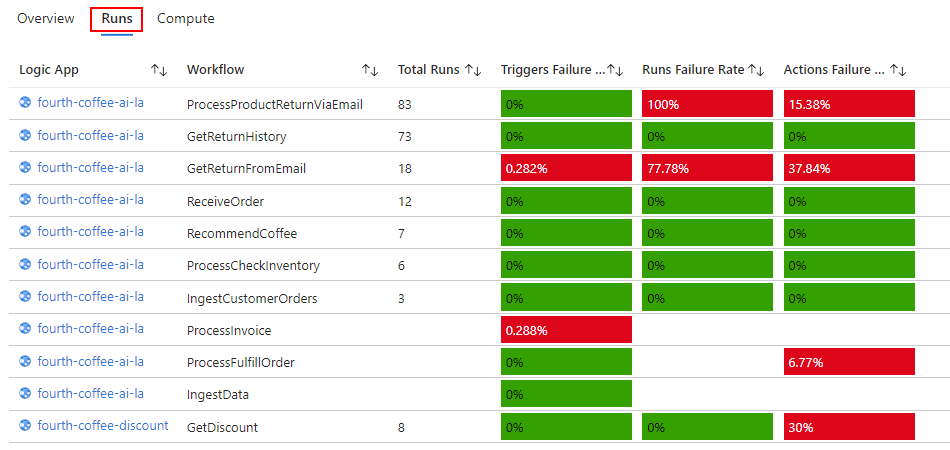 Overview Runs Compute
Logic App Workflow Total Runs Triggers Failure ... Runs Failure Rate Actions Failure ...
fourth-coffee-ai-la ProcessProductReturnViaEmail 83 0% 100% 15.38%
fourth-coffee-ai-la GetReturnHistory 73 0% 0% 0%
fourth-coffee-ai-la GetReturnFromEmail 18 0.282% 77.78% 37.84%
fourth-coffee-ai-la ReceiveOrder 12 0% 0% 0%
fourth-coffee-ai-la RecommendCoffee 7 0% 0% 0%
fourth-coffee-ai-la ProcessCheckInventory 6 0% 0% 0%
fourth-coffee-ai-la IngestCustomerOrders 3 0% 0% 0%
fourth-coffee-ai-la ProcessInvoice 0.288%
fourth-coffee-ai-la ProcessFulfillOrder 0% 6.77%
fourth-coffee-ai-la IngestData 0%
fourth-coffee-discount GetDiscount 8 0% 0% 30%